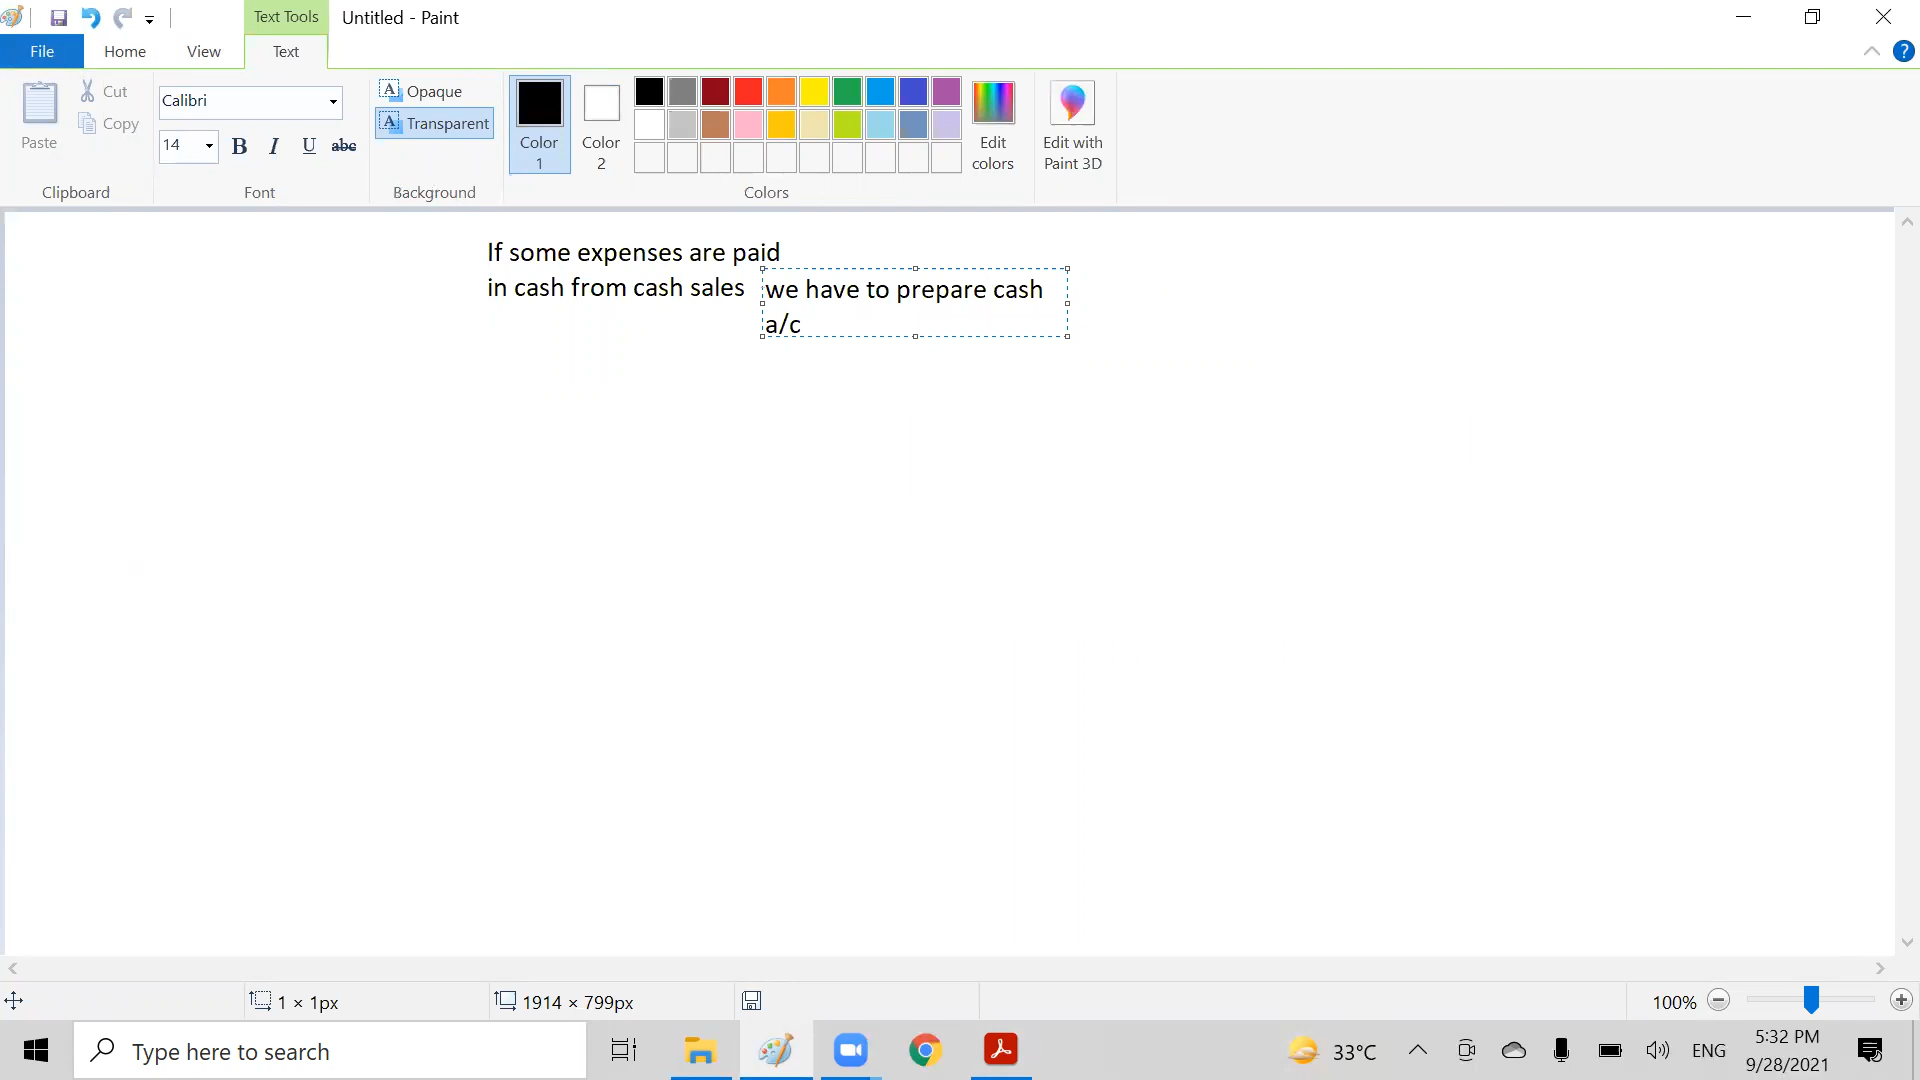 Text Tools
Untitled - Paint
File
Home
View
Text
Paste
Cut
Copy
Clipboard
Calibri
14
B
I
U
abc
Font
A Opaque
A Transparent
Background
Color
1
Color
2
Colors
Edit
colors
Edit with
Paint 3D
?
If some expenses are paid
in cash from cash sales
we have to prepare cash
a/c
1 × 1px
1914 × 799px
100%
Type here to search
33°C
ENG
5:32 PM
9/28/2021